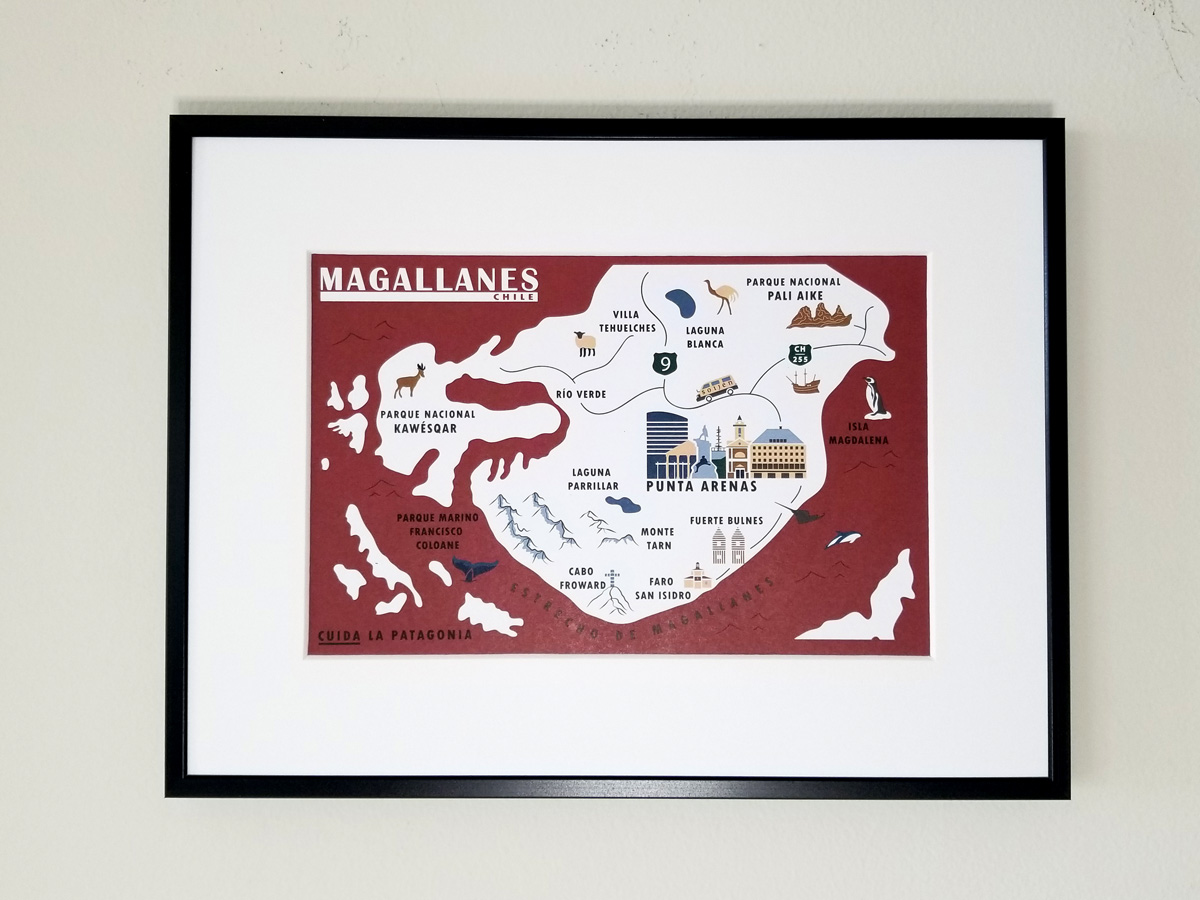 MAGALLANES
CHILE
PARQUE NACIONAL
PALI AIKE
VILLA
TEHUELCHES
LAGUNA
BLANCA
CH
255
9
RÍO VERDE
PARQUE NACIONAL
KAWÉSQAR
ISLA
MAGDALENA
PUNTA ARENAS
LAGUNA
PARRILLAR
PARQUE MARINO
FRANCISCO
COLOANE
MONTE
TARN
FUERTE BULNES
CABO
FROWARD
FARO
SAN ISIDRO
ESTRECHO DE MAGALLANES
CUIDA LA PATAGONIA